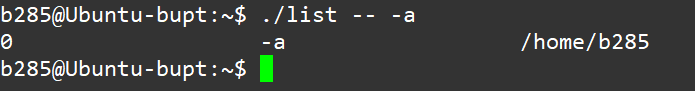 b285@Ubuntu-bupt:~$ ./list -- -a
0 -a /home/b285
b285@Ubuntu-bupt:~$